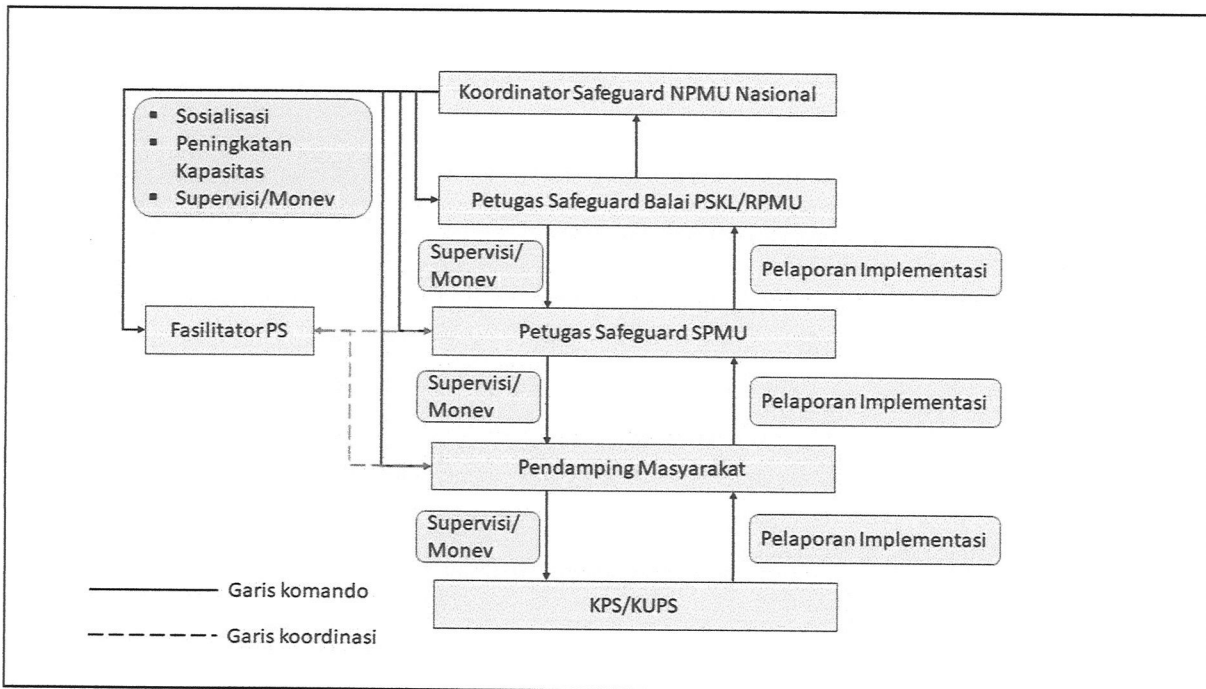 Koordinator Safeguard NPMU Nasional
▪ Sosialisasi
▪ Peningkatan
Kapasitas
▪ Supervisi/Monev
Petugas Safeguard Balai PSKL/RPMU
Supervisi/
Monev
Pelaporan Implementasi
Fasilitator PS
Petugas Safeguard SPMU
Supervisi/
Monev
Pelaporan Implementasi
Pendamping Masyarakat
Supervisi/
Monev
Pelaporan Implementasi
Garis komando
KPS/KUPS
Garis koordinasi